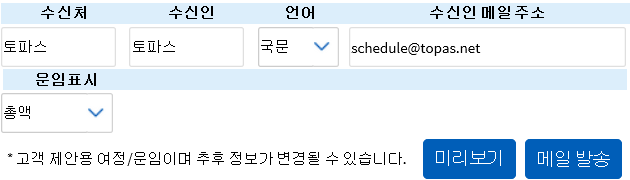 수신처 수신인 언어 수신인 메일 주소
토파스 토파스 국문 schedule@topas.net
운임표시
총액
* 고객 제안용 여정/운임이며 추후 정보가 변경될 수 있습니다. 미리보기 메일 발송